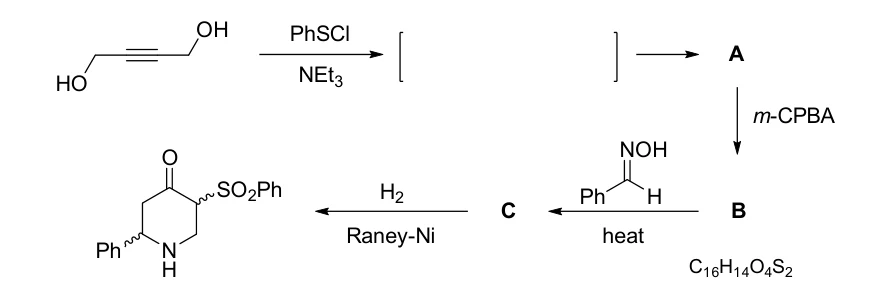 OH
HO
PhSCl
NEt3
A
m-CPBA
O
SO2Ph
Ph
N
H
H2
Raney-Ni
C
NOH
Ph
H
heat
B
C16H14O4S2